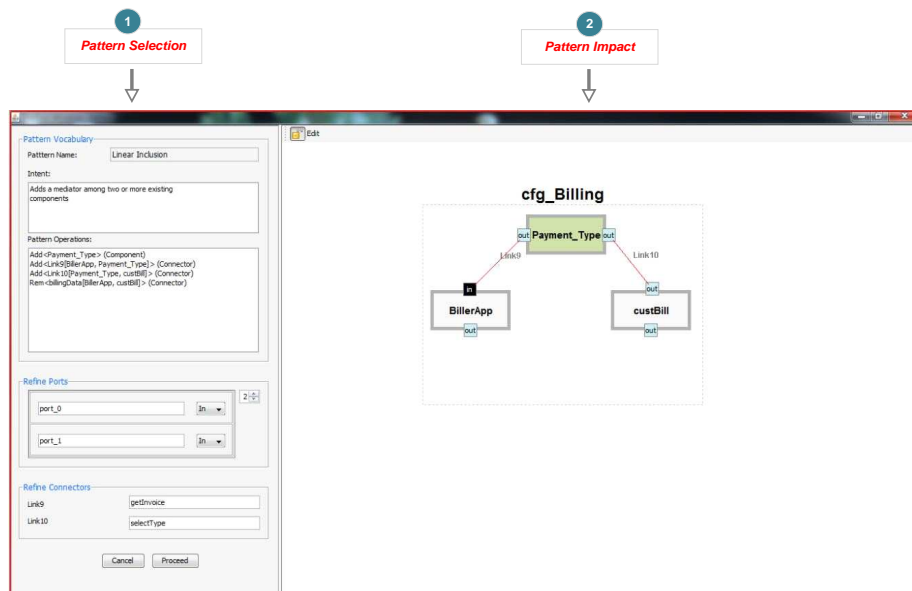 1
Pattern Selection
2
Pattern Impact
Pattern Vocabulary
Patttern Name:
Linear Inclusion
Intent:
Adds a mediator among two or more existing
components
Pattern Operations:
Add<Payment_Type> (Component)
Add<Link9[BillerApp, Payment_Type]> (Connector)
Add<Link10[Payment_Type, custBill]> (Connector)
Rem<billingData[BillerApp, custBill]> (Connector)
Refine Ports
2
port_0
In
port_1
In
Refine Connectors
Link9
getInvoice
Link10
selectType
Cancel
Proceed
Edit
cfg_Billing
out
Payment_Type
out
Link9
Link10
in
out
BillerApp
custBill
out
out